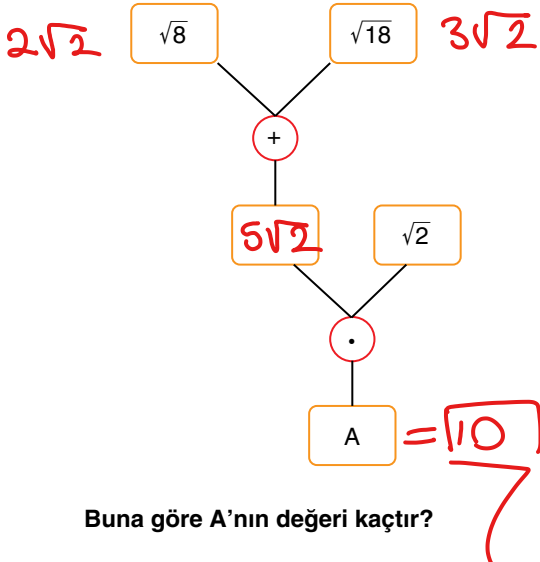 2√2 √8 √18 3√2
+
5√2 √2
.
A = 10
Buna göre A'nın değeri kaçtır?